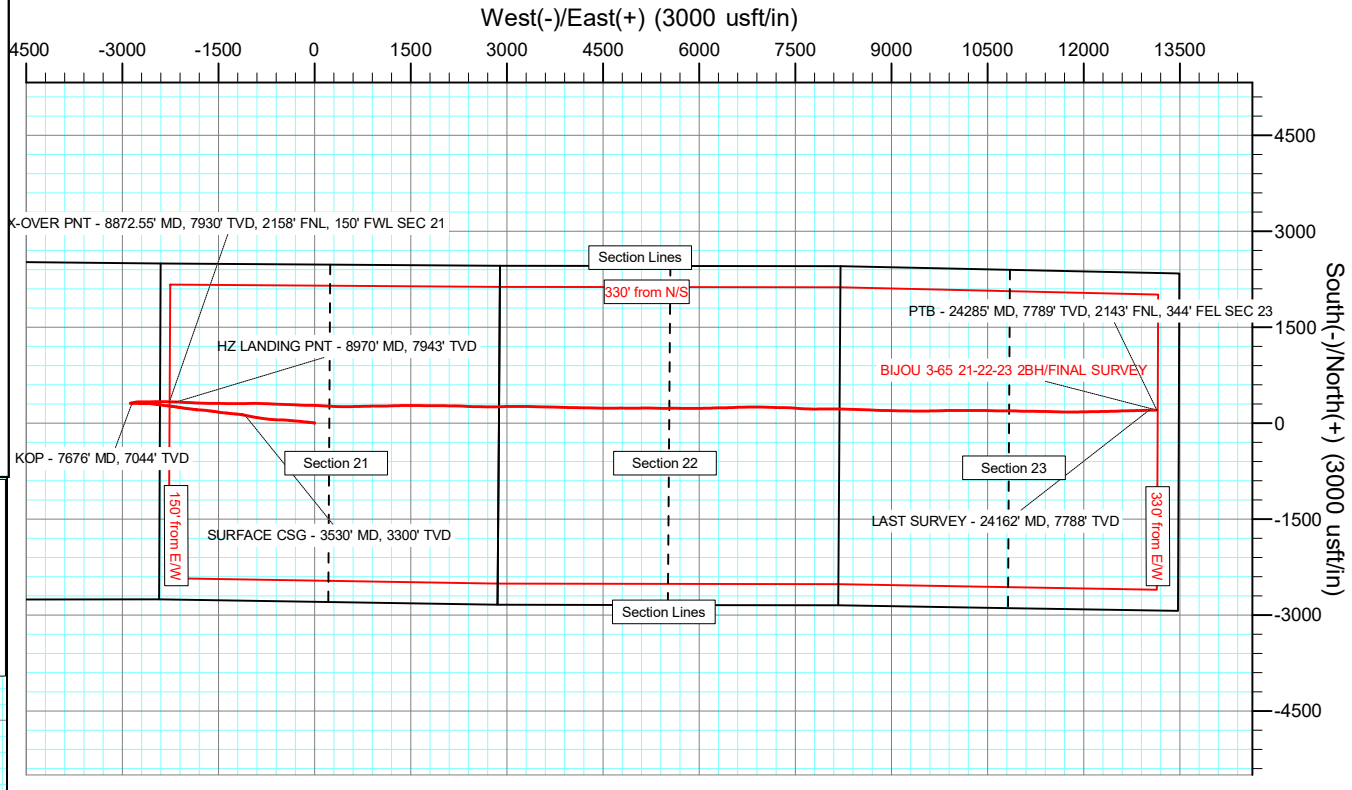 West(-)/East(+) (3000 usft/in)
4500 -3000 -1500 0 1500 3000 4500 6000 7500 9000 10500 12000 13500
4500
3000
1500
0
-1500
-3000
-4500
South(-)/North(+) (3000 usft/in)
X-OVER PNT - 8872.55' MD, 7930' TVD, 2158' FNL, 150' FWL SEC 21
Section Lines
330' from N/S
PTB - 24285' MD, 7789' TVD, 2143' FNL, 344' FEL SEC 23
HZ LANDING PNT - 8970' MD, 7943' TVD
BIJOU 3-65 21-22-23 2BH/FINAL SURVEY
KOP - 7676' MD, 7044' TVD
Section 21
Section 22
Section 23
150' from E/W
330' from E/W
SURFACE CSG - 3530' MD, 3300' TVD
LAST SURVEY - 24162' MD, 7788' TVD
Section Lines